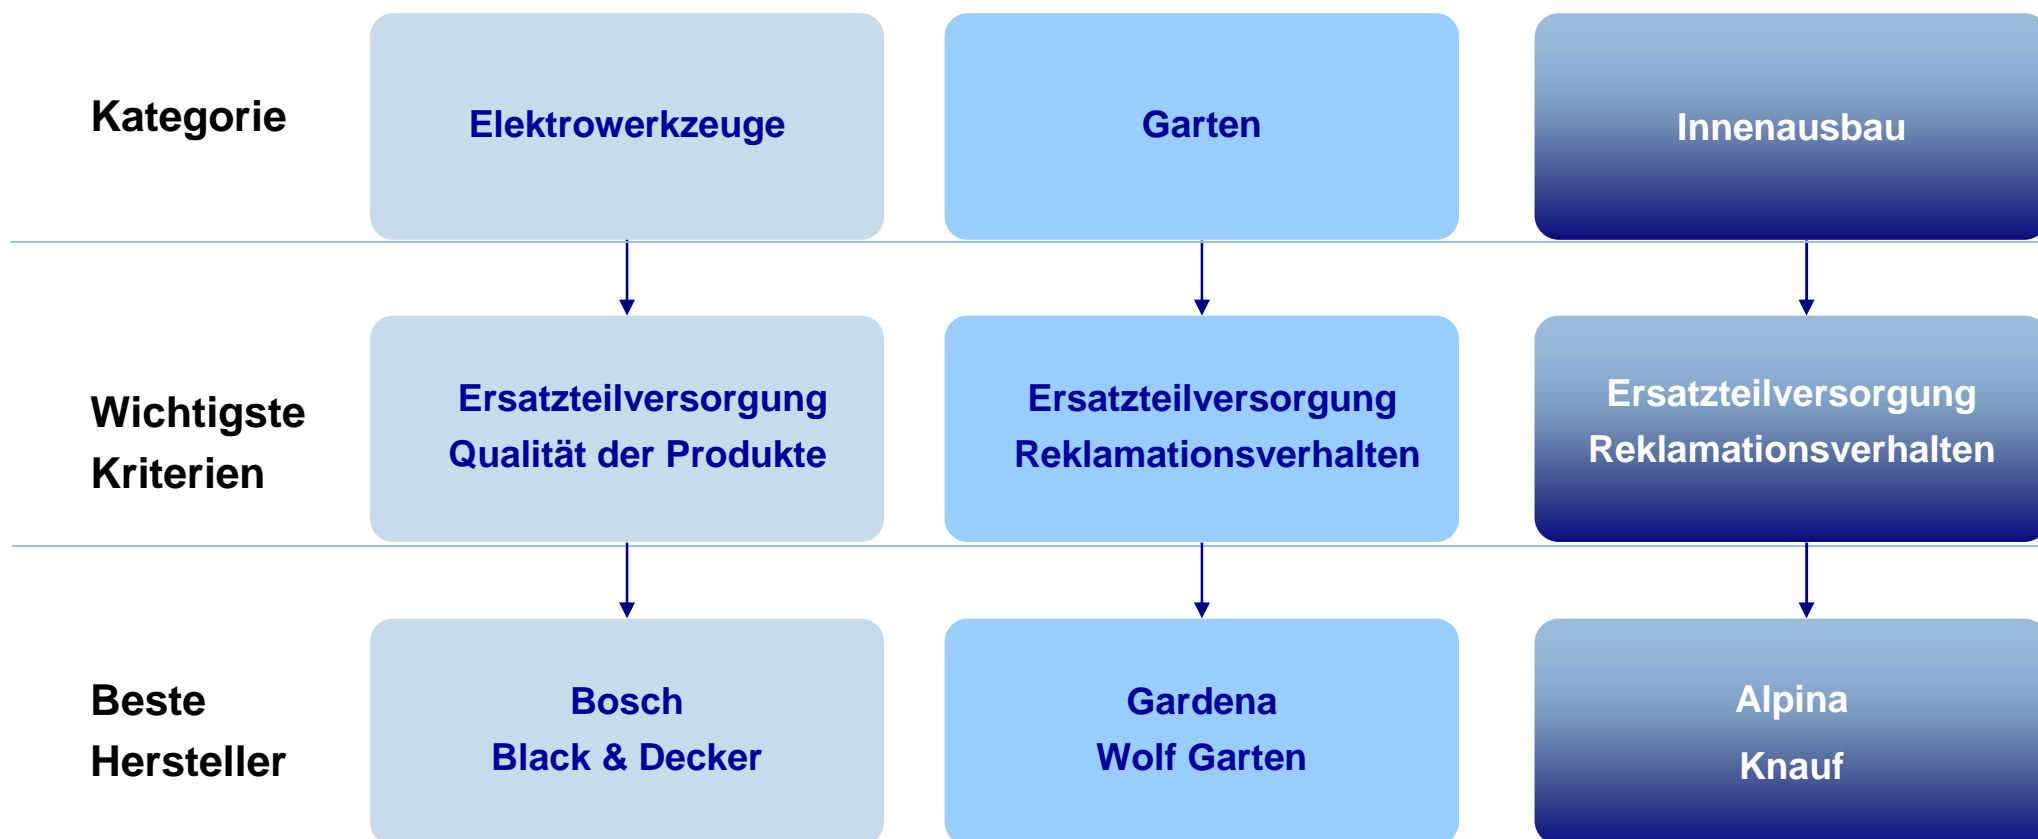 Kategorie
Elektrowerkzeuge
Garten
Innenausbau
Wichtigste
Kriterien
Ersatzteilversorgung
Qualität der Produkte
Ersatzteilversorgung
Reklamationsverhalten
Ersatzteilversorgung
Reklamationsverhalten
Beste
Hersteller
Bosch
Black & Decker
Gardena
Wolf Garten
Alpina
Knauf